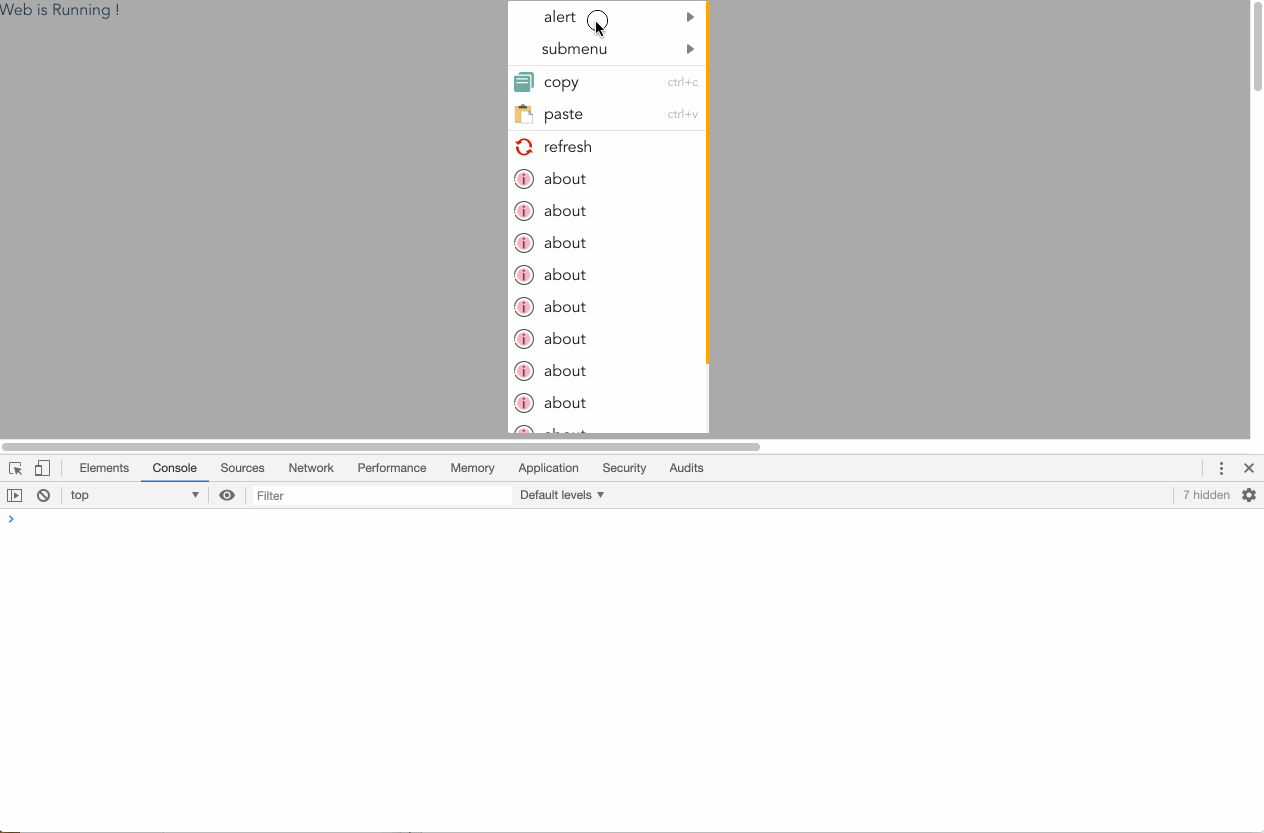 Web is Running !
alert
submenu
copy ctrl+c
paste ctrl+v
refresh
about
about
about
about
about
about
about
about
about
Elements Console Sources Network Performance Memory Application Security Audits
top Filter Default levels 7 hidden